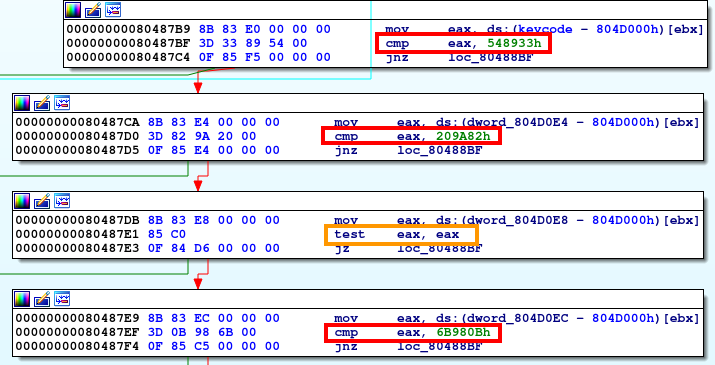 00000000080487B9 8B 83 E0 00 00 00 mov eax, ds:(keycode - 804D000h)[ebx]
00000000080487BF 3D 33 89 54 00 cmp eax, 548933h
00000000080487C4 0F 85 F5 00 00 00 jnz loc_80488BF
00000000080487CA 8B 83 E4 00 00 00 mov eax, ds:(dword_804D0E4 - 804D000h)[ebx]
00000000080487D0 3D 82 9A 20 00 cmp eax, 209A82h
00000000080487D5 0F 85 E4 00 00 00 jnz loc_80488BF
00000000080487DB 8B 83 E8 00 00 00 mov eax, ds:(dword_804D0E8 - 804D000h)[ebx]
00000000080487E1 85 C0 test eax, eax
00000000080487E3 0F 84 D6 00 00 00 jz loc_80488BF
00000000080487E9 8B 83 EC 00 00 00 mov eax, ds:(dword_804D0EC - 804D000h)[ebx]
00000000080487EF 3D 0B 98 6B 00 cmp eax, 6B980Bh
00000000080487F4 0F 85 C5 00 00 00 jnz loc_80488BF